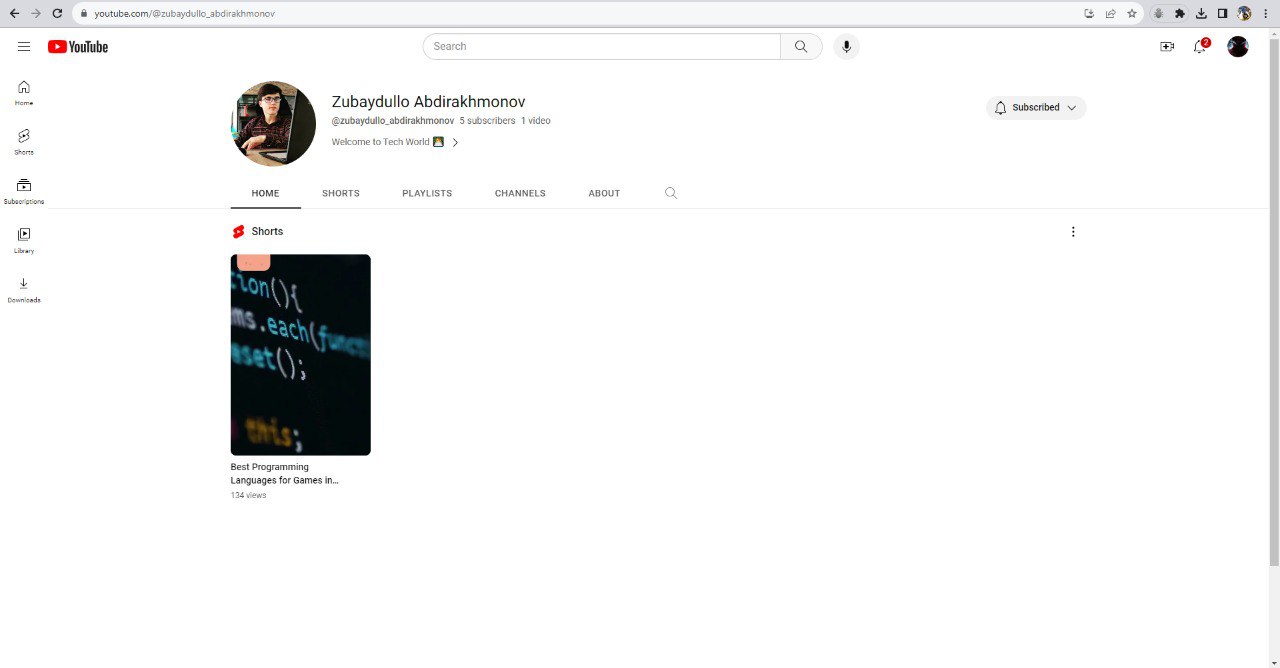 youtube.com/@zubaydullo_abdirakhmonov
YouTube
Search
2
Home
Shorts
Subscriptions
Library
Downloads
Zubaydullo Abdirakhmonov
@zubaydullo_abdirakhmonov 5 subscribers 1 video
Welcome to Tech World
Subscribed
HOME SHORTS PLAYLISTS CHANNELS ABOUT
Shorts
tion(){
ms.each(func
eset();
this;
Best Programming
Languages for Games in...
134 views